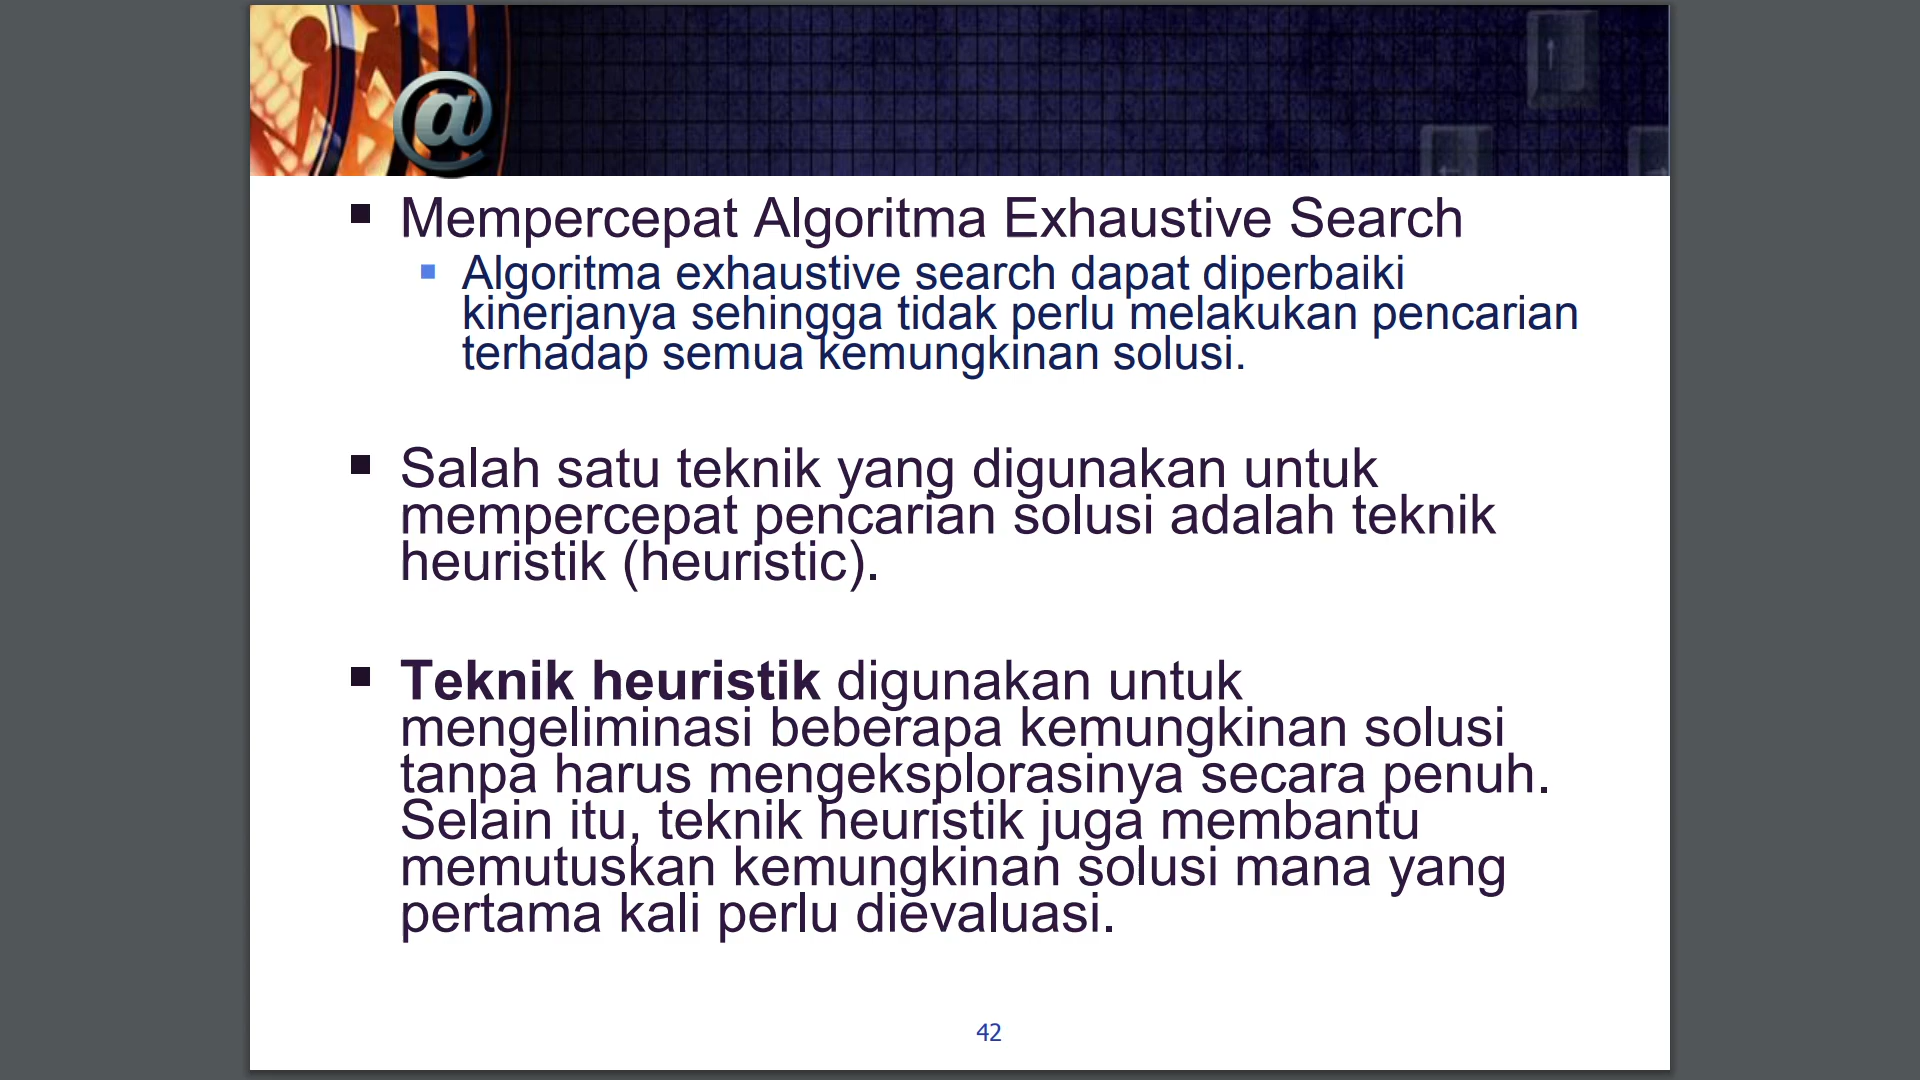 @
Mempercepat Algoritma Exhaustive Search
Algoritma exhaustive search dapat diperbaiki
kinerjanya sehingga tidak perlu melakukan pencarian
terhadap semua kemungkinan solusi.
Salah satu teknik yang digunakan untuk
mempercepat pencarian solusi adalah teknik
heuristik (heuristic).
Teknik heuristik digunakan untuk
mengeliminasi beberapa kemungkinan solusi
tanpa harus mengeksplorasinya secara penuh.
Selain itu, teknik heuristik juga membantu
memutuskan kemungkinan solusi mana yang
pertama kali perlu dievaluasi.
42